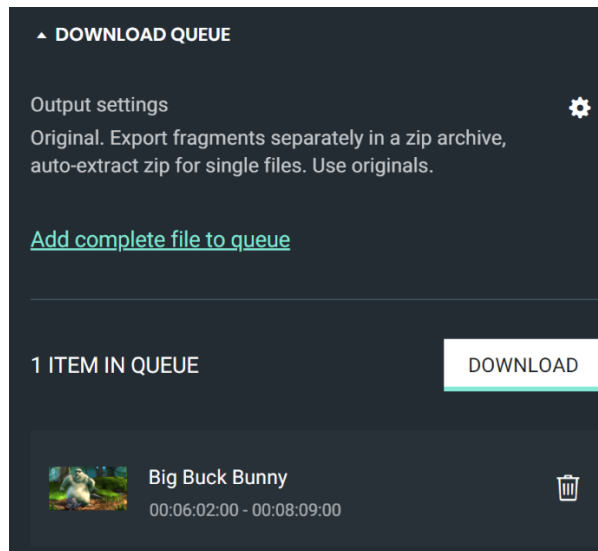 DOWNLOAD QUEUE
Output settings
Original. Export fragments separately in a zip archive,
auto-extract zip for single files. Use originals.
Add complete file to queue
1 ITEM IN QUEUE
DOWNLOAD
Big Buck Bunny
00:06:02:00 - 00:08:09:00